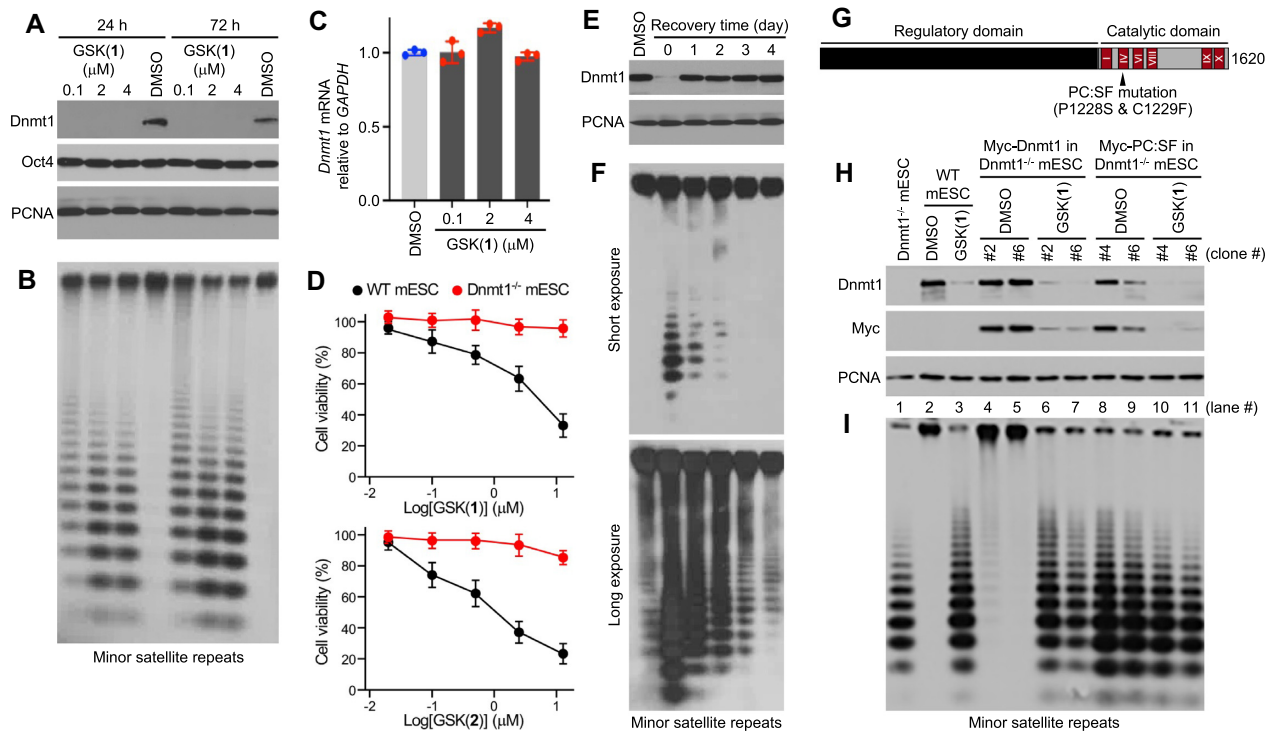 A
24 h
72 h
GSK(1)
(μM)
DMSO
GSK(1)
(μM)
DMSO
0.1 2 4
0.1 2 4
Dnmt1
Oct4
PCNA
B
Minor satellite repeats
C
Dnmt1 mRNA
relative to GAPDH
1.0
0.5
0.0
DMSO
0.1
2
4
GSK(1) (μM)
D
WT mESC
Dnmt1-/- mESC
Cell viability (%)
100
80
60
40
20
0
-2
-1
0
1
Log[GSK(1)] (μM)
Cell viability (%)
100
80
60
40
20
0
-2
-1
0
1
Log[GSK(2)] (μM)
E
DMSO
Recovery time (day)
0 1 2 3 4
Dnmt1
PCNA
F
Short exposure
Long exposure
Minor satellite repeats
G
Regulatory domain
Catalytic domain
I
IV
VI
VIII
IX
X
1620
PC:SF mutation
(P1228S & C1229F)
H
Dnmt1-/- mESC
WT
mESC
DMSO
GSK(1)
Myc-Dnmt1 in
Dnmt1-/- mESC
DMSO
GSK(1)
#2
#6
#2
#6
Myc-PC:SF in
Dnmt1-/- mESC
DMSO
GSK(1)
#4
#6
#4
#6
(clone #)
Dnmt1
Myc
PCNA
1 2 3 4 5 6 7 8 9 10 11
(lane #)
I
Minor satellite repeats